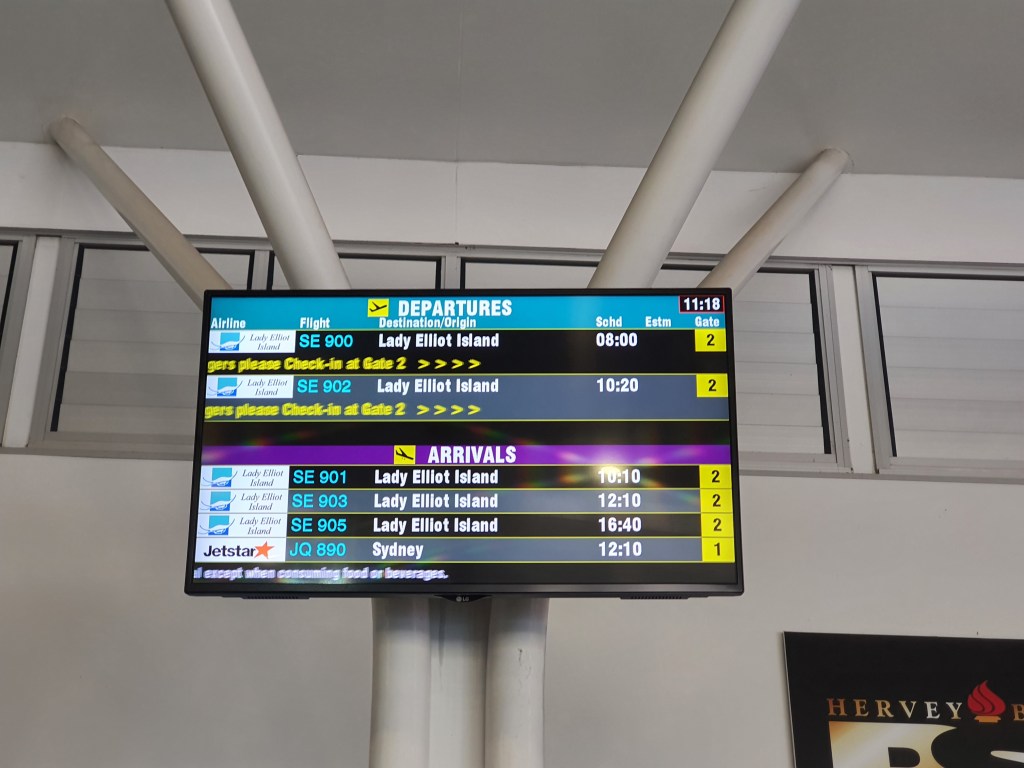 DEPARTURES 11:18
Airline Flight Destination/Origin Schd Estm Gate
Lady Elliot Island SE 900 Lady Elliot Island 08:00 2
gers please Check-in at Gate 2 > > > >
Lady Elliot Island SE 902 Lady Elliot Island 10:20 2
gers please Check-in at Gate 2 > > > >
ARRIVALS
Lady Elliot Island SE 901 Lady Elliot Island 10:10 2
Lady Elliot Island SE 903 Lady Elliot Island 12:10 2
Lady Elliot Island SE 905 Lady Elliot Island 16:40 2
Jetstar JQ 890 Sydney 12:10 1
l except when consuming food or beverages.
LG
HERVEY B